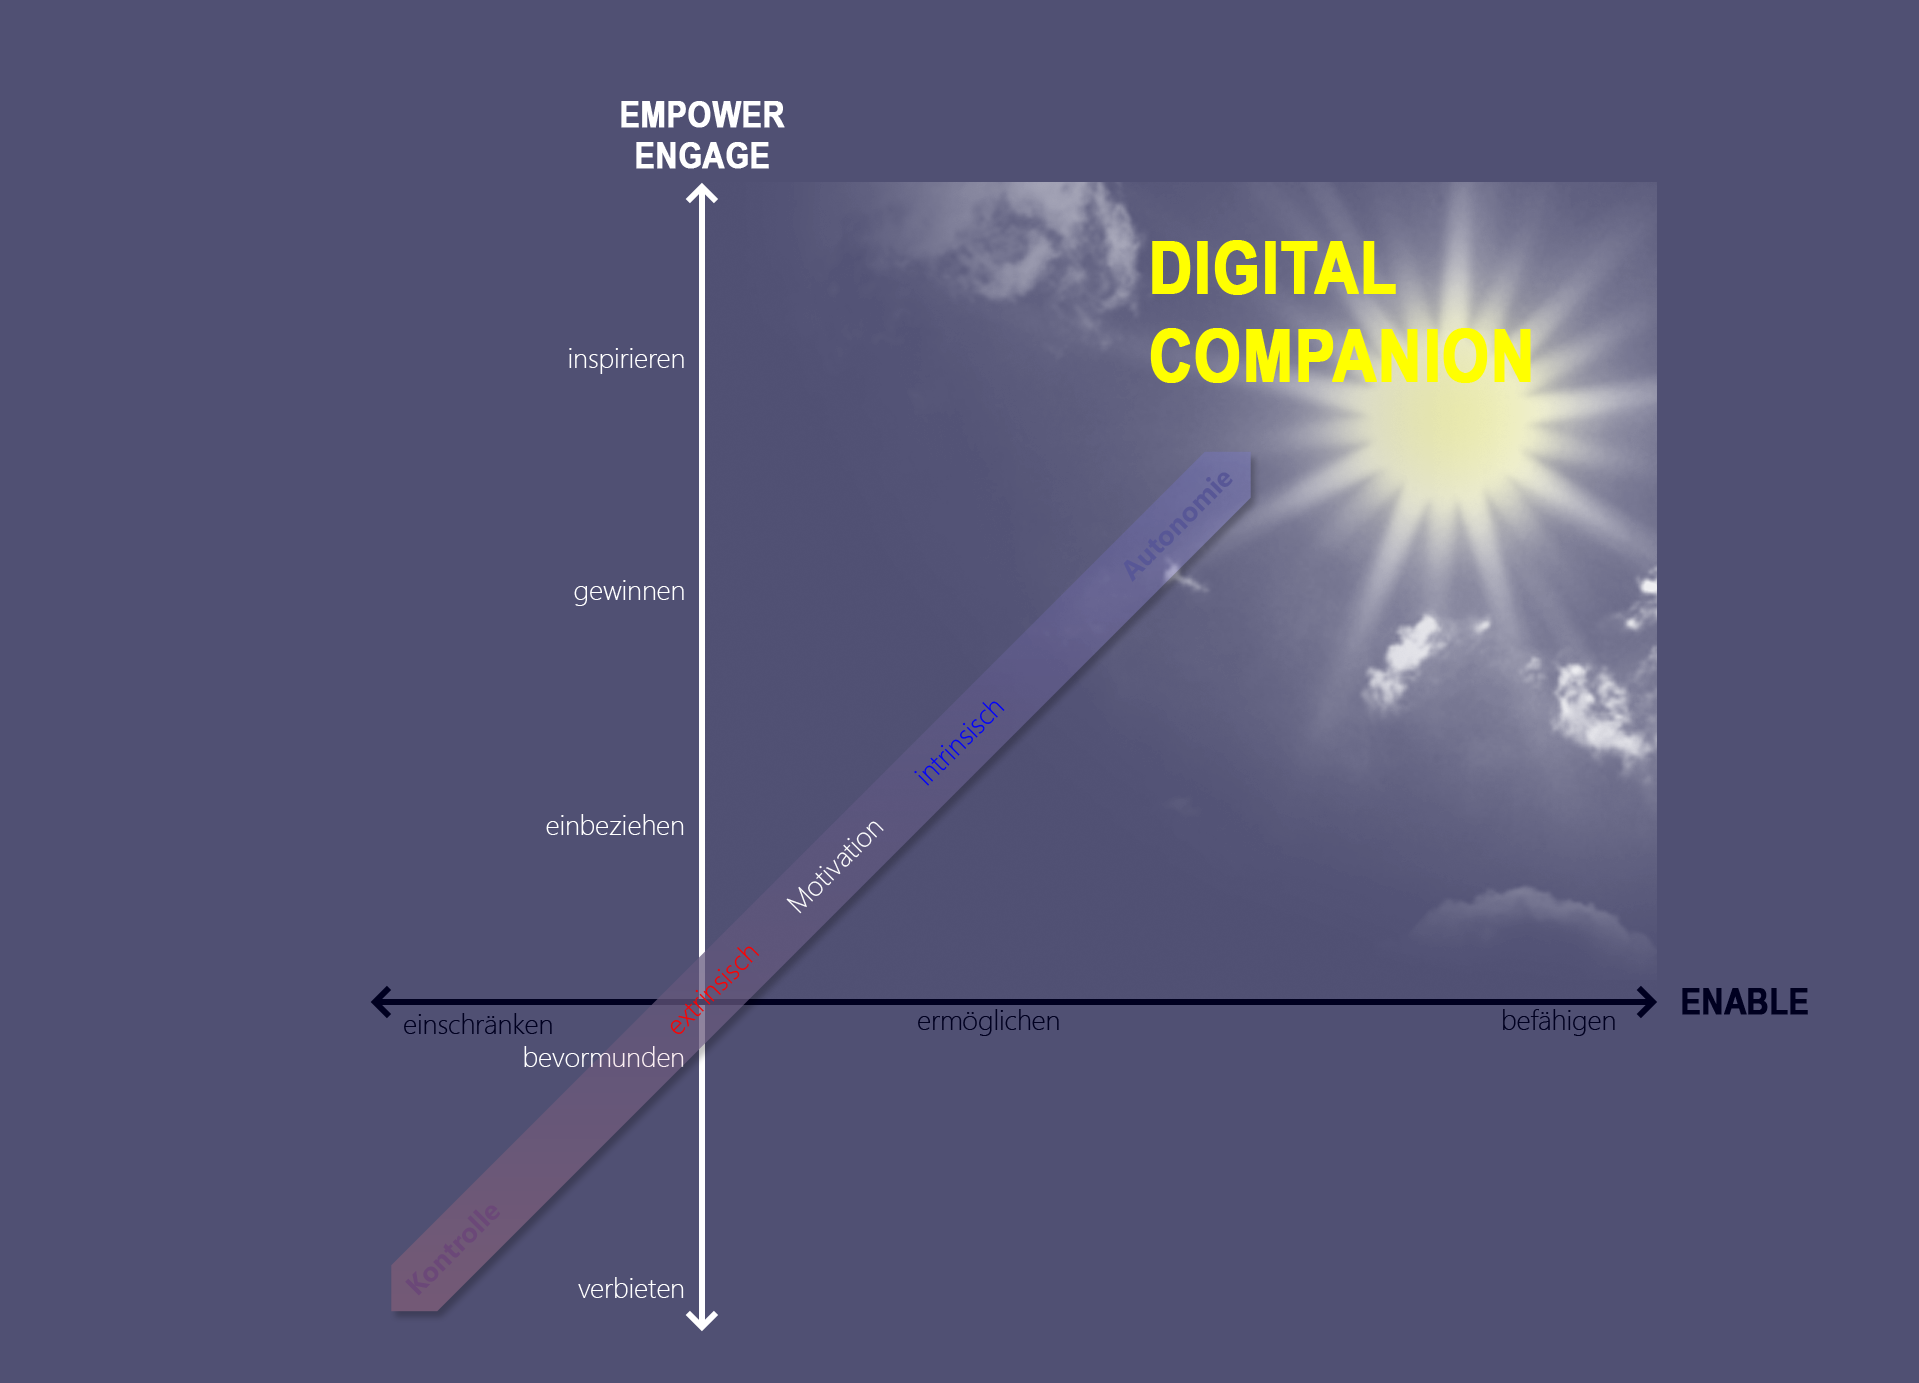 EMPOWER
ENGAGE
DIGITAL
COMPANION
inspirieren
Autonomie
gewinnen
intrinsisch
einbeziehen
Motivation
extrinsisch
ENABLE
einschränken
ermöglichen
befähigen
bevormunden
Kontrolle
verbieten